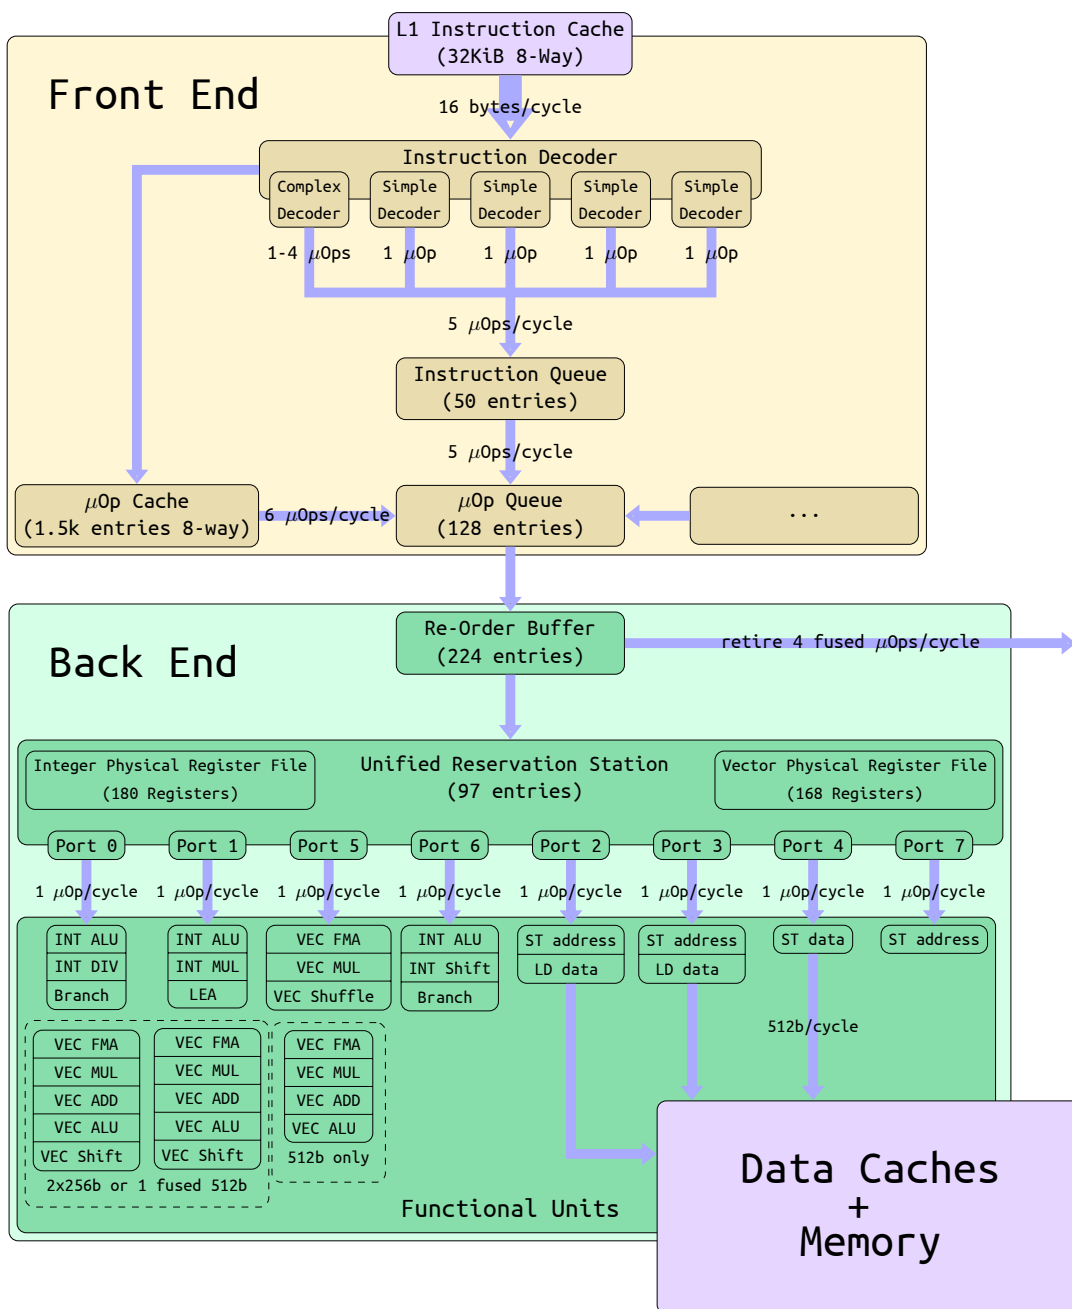 L1 Instruction Cache
(32KiB 8-Way)
Front End
16 bytes/cycle
Instruction Decoder
Complex Decoder
Simple Decoder
Simple Decoder
Simple Decoder
Simple Decoder
1-4 μOps
1 μOp
1 μOp
1 μOp
1 μOp
5 μOps/cycle
Instruction Queue
(50 entries)
5 μOps/cycle
μOp Cache
(1.5k entries 8-way)
6 μOps/cycle
μOp Queue
(128 entries)
...
Back End
Re-Order Buffer
(224 entries)
retire 4 fused μOps/cycle
Integer Physical Register File
(180 Registers)
Unified Reservation Station
(97 entries)
Vector Physical Register File
(168 Registers)
Port 0
Port 1
Port 5
Port 6
Port 2
Port 3
Port 4
Port 7
1 μOp/cycle
1 μOp/cycle
1 μOp/cycle
1 μOp/cycle
1 μOp/cycle
1 μOp/cycle
1 μOp/cycle
1 μOp/cycle
INT ALU
INT DIV
Branch
INT ALU
INT MUL
LEA
VEC FMA
VEC MUL
VEC Shuffle
INT ALU
INT Shift
Branch
ST address
LD data
ST address
LD data
ST data
ST address
512b/cycle
VEC FMA
VEC MUL
VEC ADD
VEC ALU
VEC Shift
VEC FMA
VEC MUL
VEC ADD
VEC ALU
VEC Shift
2x256b or 1 fused 512b
VEC FMA
VEC MUL
VEC ADD
VEC ALU
512b only
Functional Units
Data Caches
+
Memory